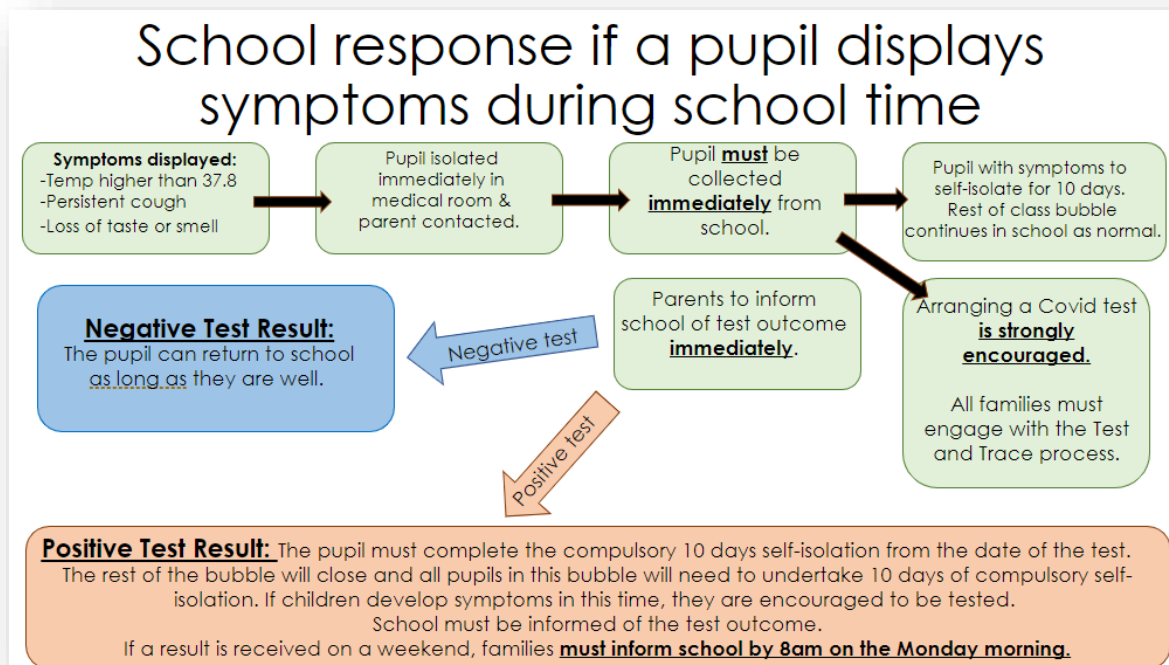 School response if a pupil displays
symptoms during school time
Symptoms displayed:
-Temp higher than 37.8
-Persistent cough
-Loss of taste or smell
Pupil isolated
immediately in
medical room &
parent contacted.
Pupil must be
collected
immediately from
school.
Pupil with symptoms to
self-isolate for 10 days.
Rest of class bubble
continues in school as normal.
Arranging a Covid test
is strongly
encouraged.
All families must
engage with the Test
and Trace process.
Parents to inform
school of test outcome
immediately.
Negative test
Negative Test Result:
The pupil can return to school
as long as they are well.
Positive test
Positive Test Result: The pupil must complete the compulsory 10 days self-isolation from the date of the test.
The rest of the bubble will close and all pupils in this bubble will need to undertake 10 days of compulsory self-
isolation. If children develop symptoms in this time, they are encouraged to be tested.
School must be informed of the test outcome.
If a result is received on a weekend, families must inform school by 8am on the Monday morning.